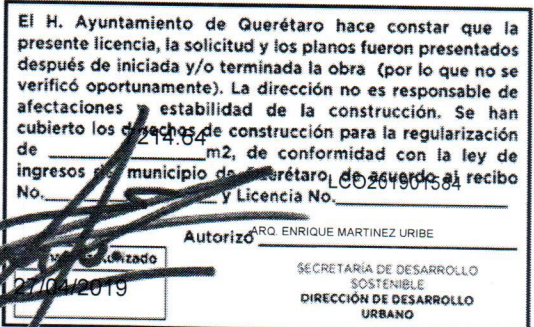 El H. Ayuntamiento de Querétaro hace constar que la
presente licencia, la solicitud y los planos fueron presentados
después de iniciada y/o terminada la obra (por lo que no se
verificó oportunamente). La dirección no es responsable de
afectaciones estabilidad de la construcción. Se han
cubierto los derechos de construcción para la regularización
de 214.64 m2, de conformidad con la ley de
ingresos municipio de Querétaro, de acuerdo al recibo
No. y Licencia No. LCO201901584
Autorizó ARQ. ENRIQUE MARTINEZ URIBE
27/04/2019
SECRETARÍA DE DESARROLLO
SOSTENIBLE
DIRECCIÓN DE DESARROLLO
URBANO